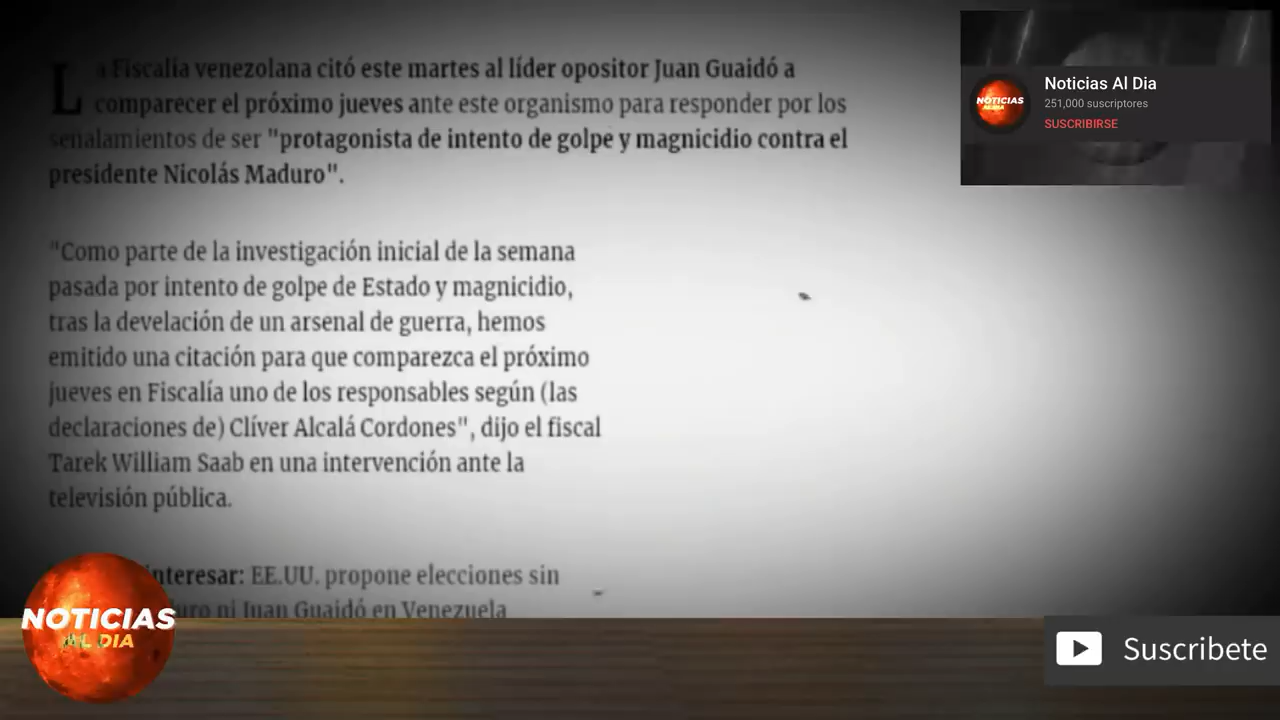 La Fiscalía venezolana citó este martes al líder opositor Juan Guaidó a
comparecer el próximo jueves ante este organismo para responder por los
señalamientos de ser "protagonista de intento de golpe y magnicidio contra el
presidente Nicolás Maduro".
"Como parte de la investigación inicial de la semana
pasada por intento de golpe de Estado y magnicidio,
tras la develación de un arsenal de guerra, hemos
emitido una citación para que comparezca el próximo
jueves en Fiscalía uno de los responsables según (las
declaraciones de) Clíver Alcalá Cordones", dijo el fiscal
Tarek William Saab en una intervención ante la
televisión pública.
interesar: EE.UU. propone elecciones sin
ni Juan Guaidó en Venezuela
NOTICIAS
AL DIA
NOTICIAS
AL DIA
Noticias Al Dia
251,000 suscriptores
SUSCRIBIRSE
Suscribete